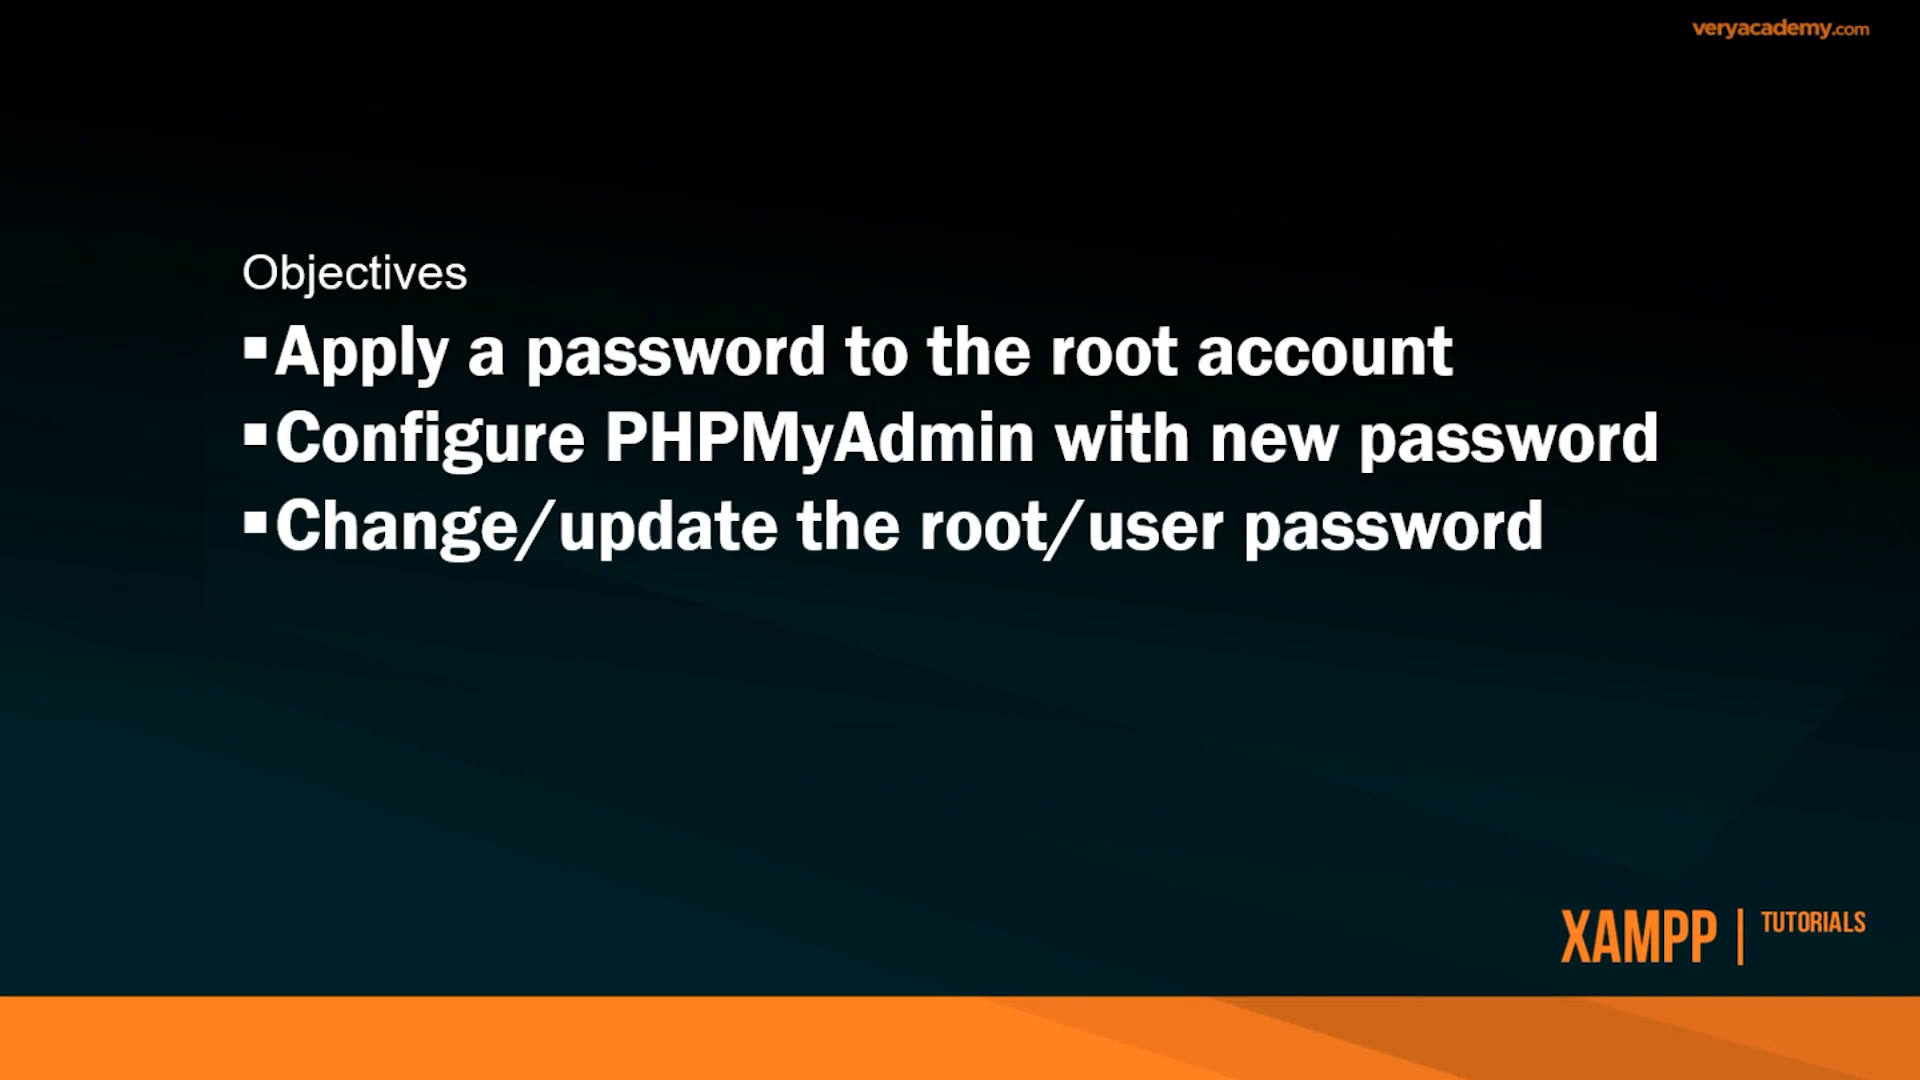 veryacademy.com
Objectives
▪Apply a password to the root account
▪Configure PHPMyAdmin with new password
▪Change/update the root/user password
XAMPP | TUTORIALS